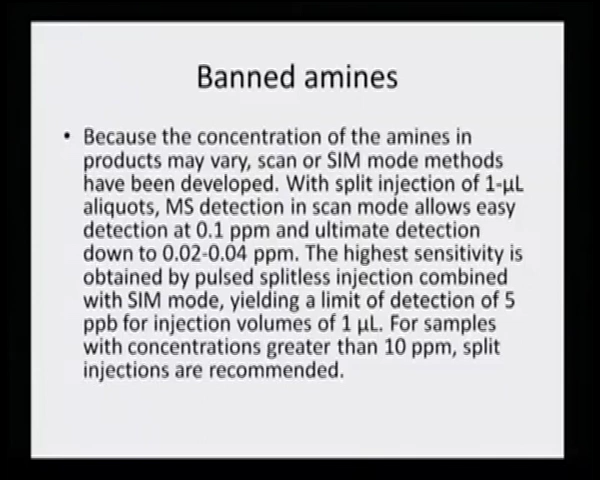 Banned amines
• Because the concentration of the amines in
products may vary, scan or SIM mode methods
have been developed. With split injection of 1-µL
aliquots, MS detection in scan mode allows easy
detection at 0.1 ppm and ultimate detection
down to 0.02-0.04 ppm. The highest sensitivity is
obtained by pulsed splitless injection combined
with SIM mode, yielding a limit of detection of 5
ppb for injection volumes of 1 µL. For samples
with concentrations greater than 10 ppm, split
injections are recommended.